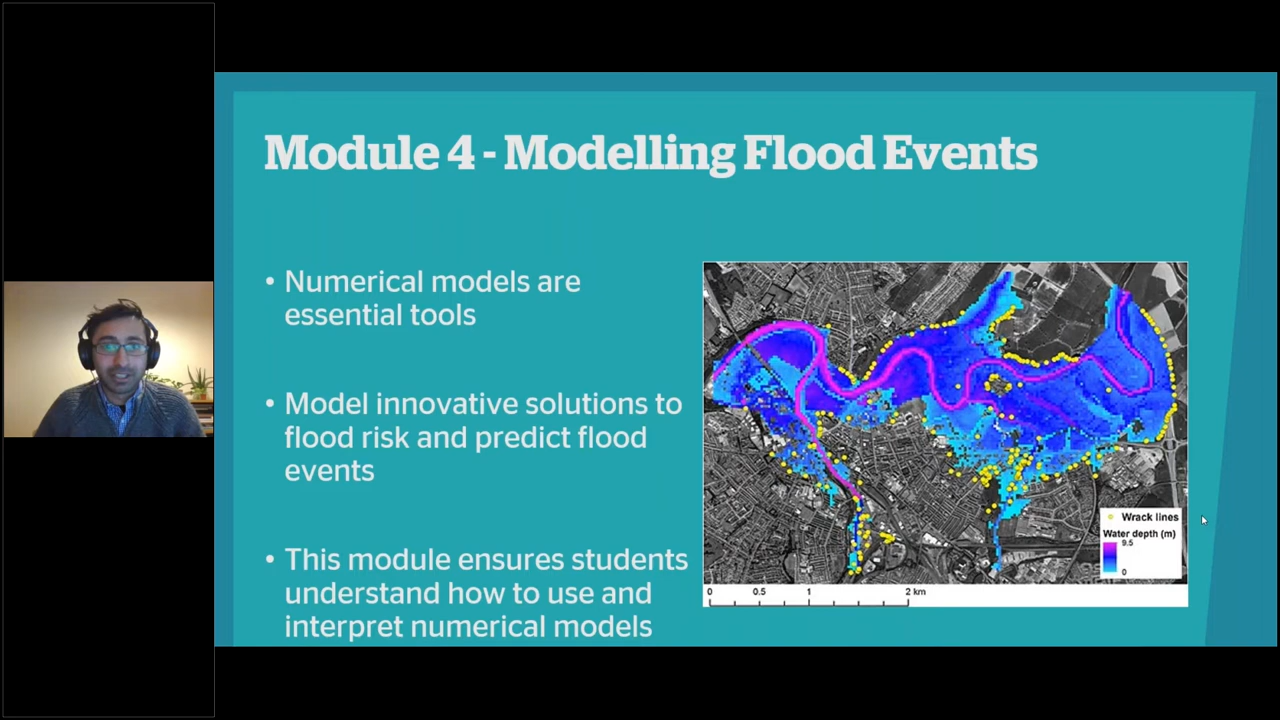 Module 4 - Modelling Flood Events
• Numerical models are
essential tools
• Model innovative solutions to
flood risk and predict flood
events
• This module ensures students
understand how to use and
interpret numerical models
Wrack lines
Water depth (m)
9.5
0
0 0.5 1 2 km